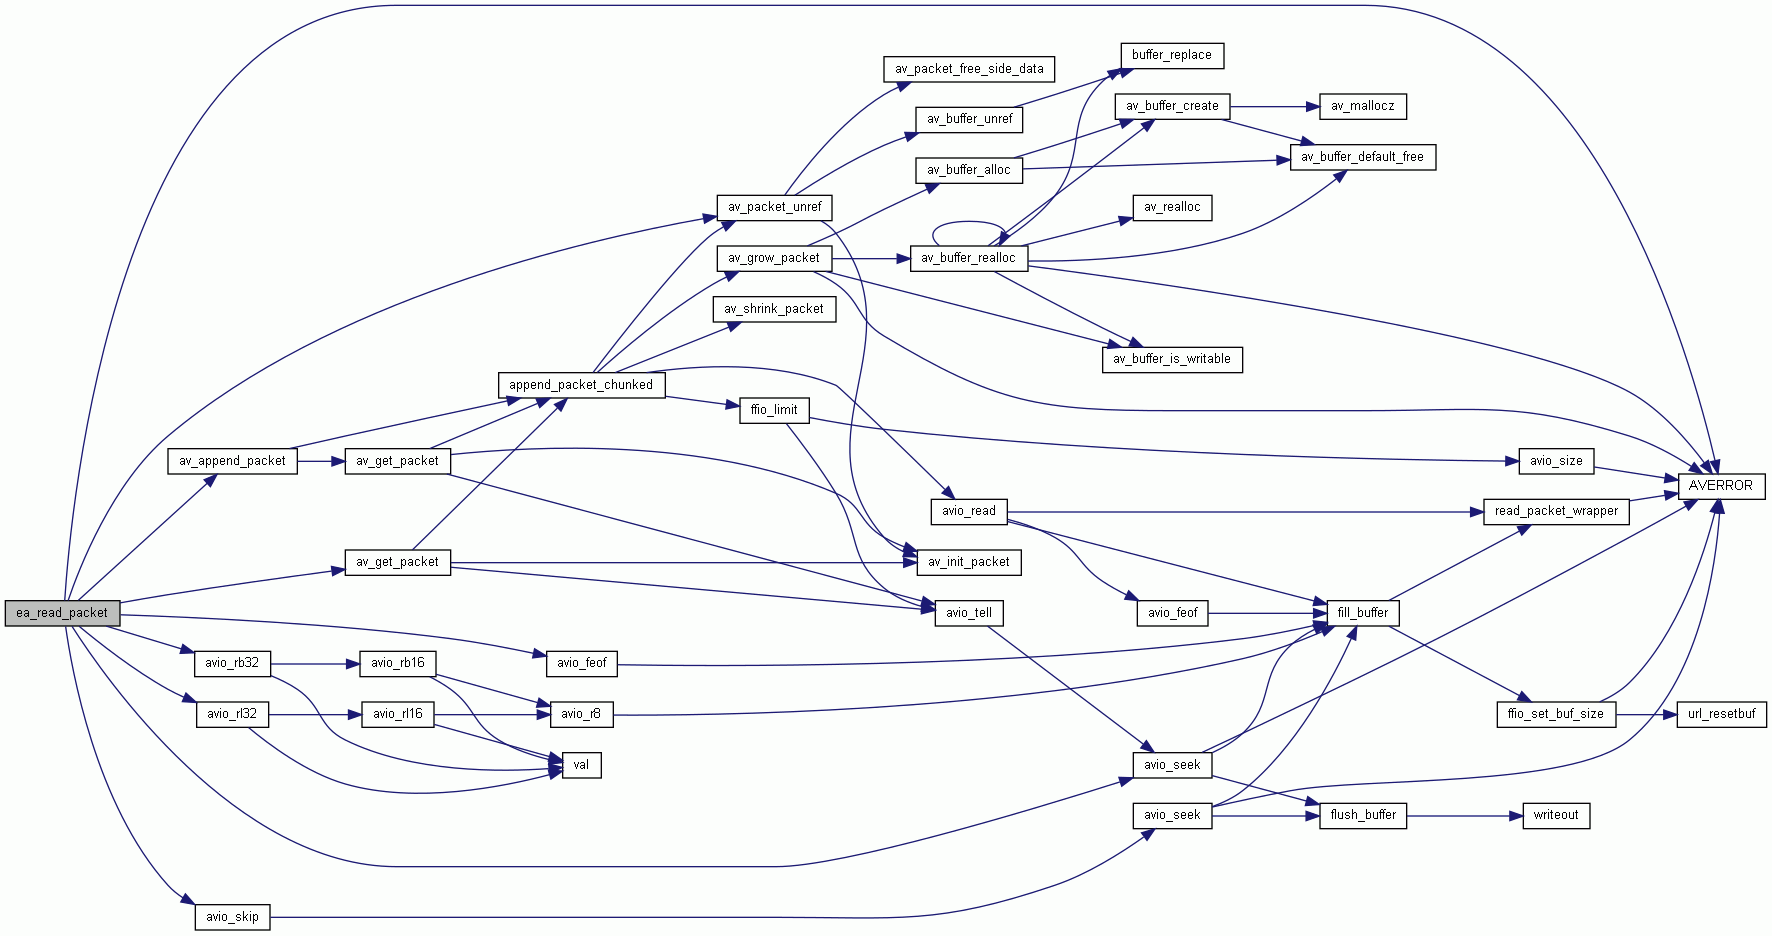 buffer_replace
av_packet_free_side_data
av_buffer_create
av_mallocz
av_buffer_unref
av_buffer_default_free
av_buffer_alloc
av_packet_unref
av_realloc
av_grow_packet
av_buffer_realloc
av_shrink_packet
av_buffer_is_writable
append_packet_chunked
ffio_limit
av_append_packet
av_get_packet
avio_size
AVERROR
avio_read
read_packet_wrapper
av_get_packet
av_init_packet
ea_read_packet
avio_tell
avio_feof
fill_buffer
avio_rb32
avio_rb16
avio_feof
avio_rl32
avio_rl16
avio_r8
ffio_set_buf_size
url_resetbuf
val
avio_seek
avio_seek
flush_buffer
writeout
avio_skip